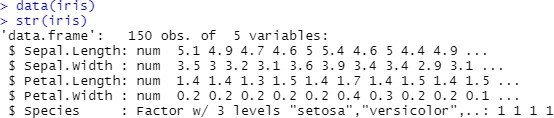 > data(iris)
> str(iris)
'data.frame':   150 obs. of  5 variables:
 $ Sepal.Length: num  5.1 4.9 4.7 4.6 5 5.4 4.6 5 4.4 4.9 ...
 $ Sepal.Width : num  3.5 3 3.2 3.1 3.6 3.9 3.4 3.4 2.9 3.1 ...
 $ Petal.Length: num  1.4 1.4 1.3 1.5 1.4 1.7 1.4 1.5 1.4 1.5 ...
 $ Petal.Width : num  0.2 0.2 0.2 0.2 0.2 0.4 0.3 0.2 0.2 0.1 ...
 $ Species     : Factor w/ 3 levels "setosa","versicolor",..: 1 1 1 1